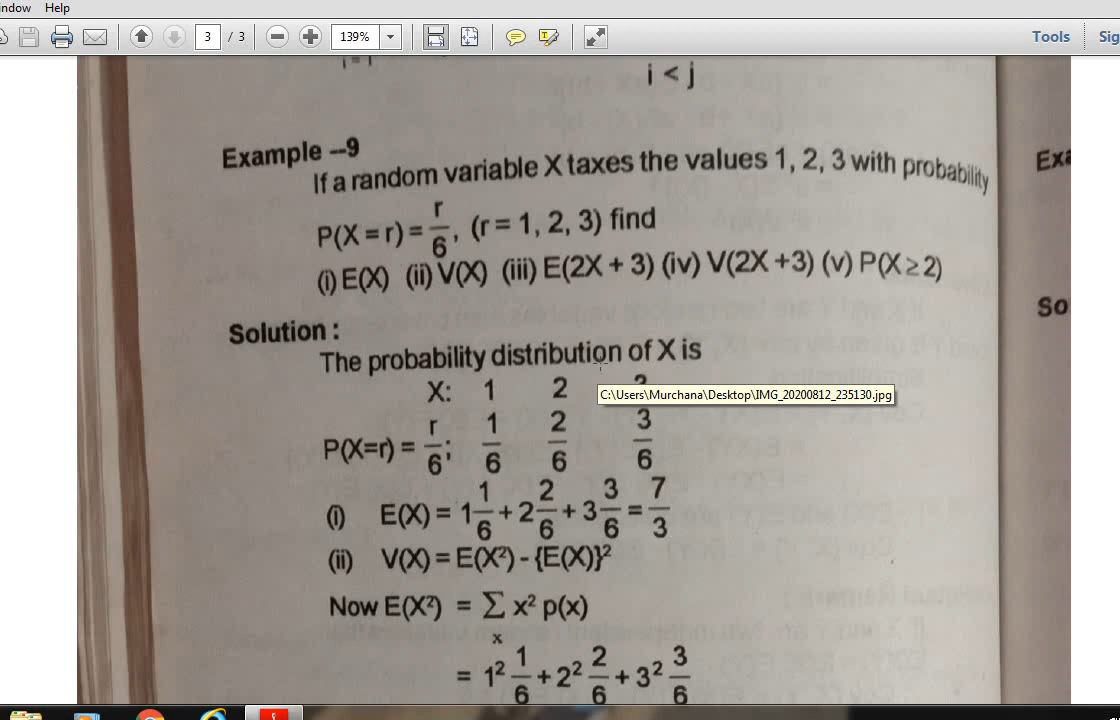 indow Help
3 / 3 139% Tools Sig
i = 1
i < j
Example –9
If a random variable X taxes the values 1, 2, 3 with probability
P(X = r) = r/6, (r = 1, 2, 3) find
(i) E(X) (ii) V(X) (iii) E(2X + 3) (iv) V(2X +3) (v) P(X ≥ 2)
Solution :
The probability distribution of X is
X: 1 2
C:\Users\Murchana\Desktop\IMG_20200812_235130.jpg
P(X=r) = r/6; 1/6 2/6 3/6
(i) E(X) = 1 1/6 + 2 2/6 + 3 3/6 = 7/3
(ii) V(X) = E(X²) - {E(X)}²
Now E(X²) = ∑ x² p(x)
x
= 1² 1/6 + 2² 2/6 + 3² 3/6
So